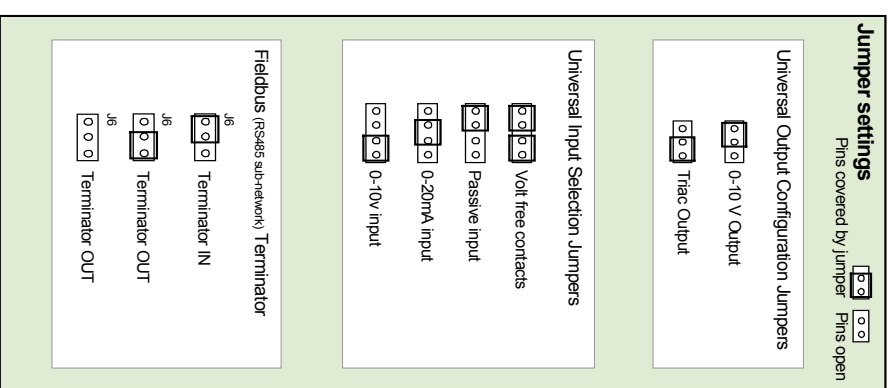 Jumper settings
Pins covered by jumper Pins open
Universal Output Configuration Jumpers
0-10 V Output
Triac Output
Universal Input Selection Jumpers
Volt free contacts
Passive input
0-20mA input
0-10v input
Fieldbus (RS485 sub-network) Terminator
J6
Terminator IN
J6
Terminator OUT
J6
Terminator OUT